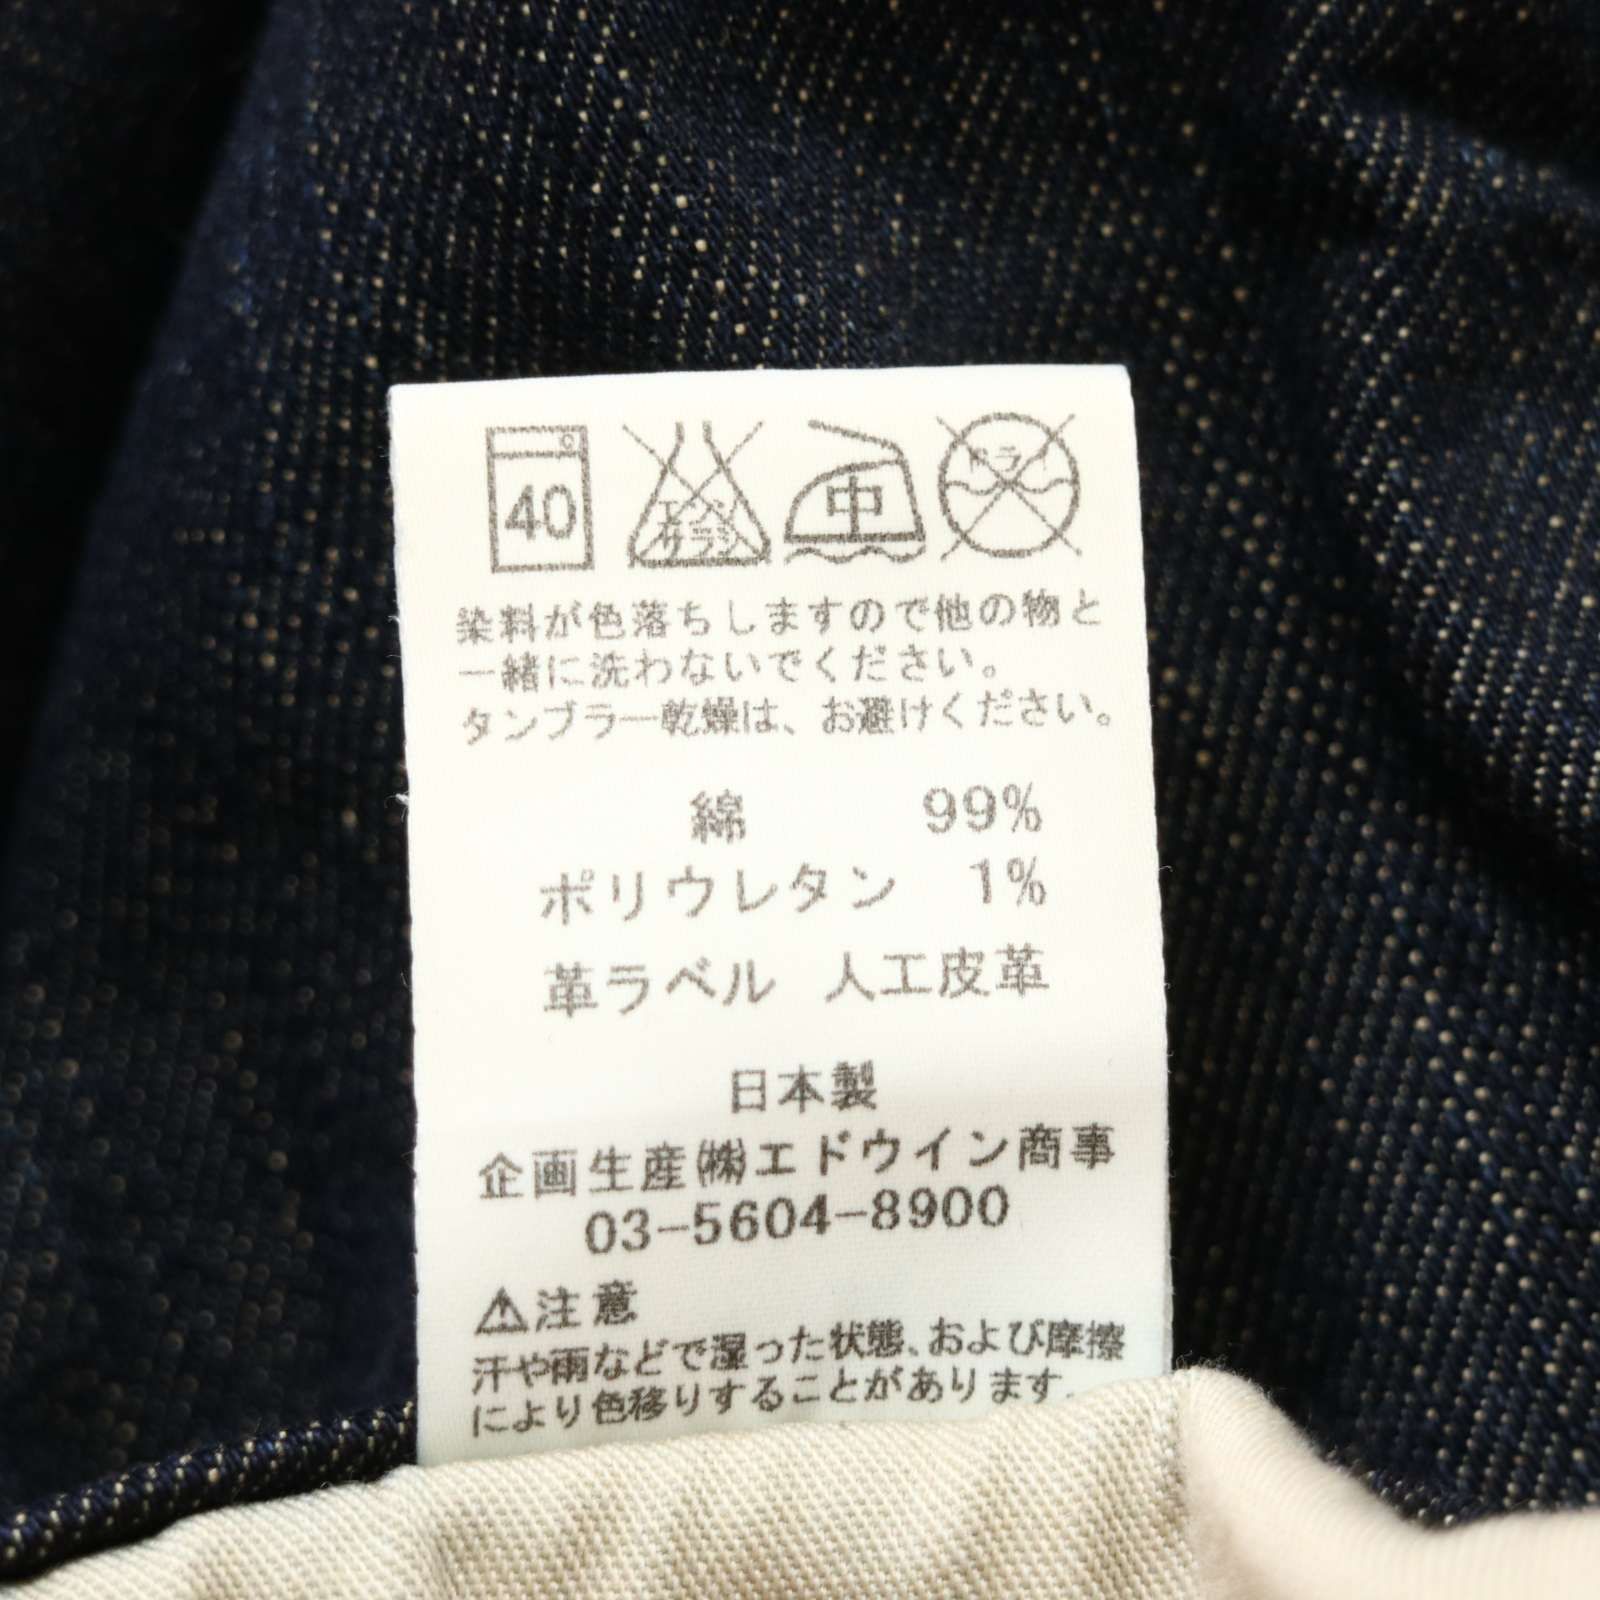 40
エンソ
サラシ
中
ドライ
染料が色落ちしますので他の物と
一緒に洗わないでください。
タンブラー乾燥は、お避けください。
綿 99%
ポリウレタン 1%
革ラベル 人工皮革
日本製
企画生産㈱エドウイン商事
03-5604-8900
⚠注意
汗や雨などで湿った状態、および摩擦
により色移りすることがあります。